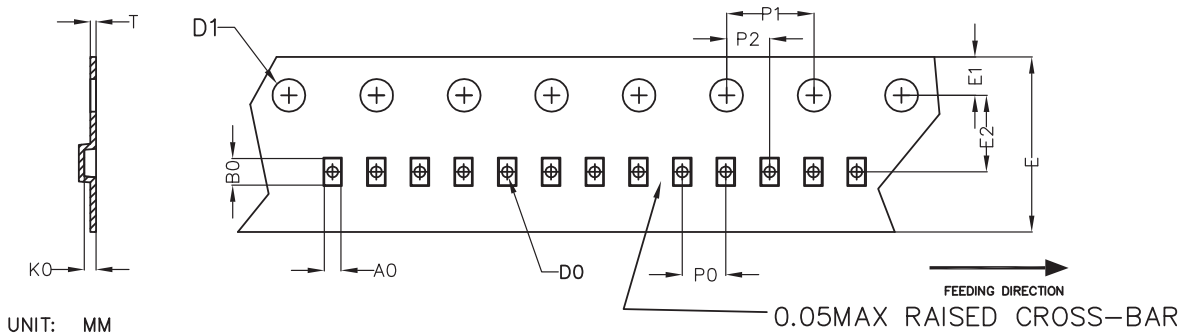 T
D1
P1
P2
E1
E2
E
B0
K0
A0
D0
P0
FEEDING DIRECTION
0.05MAX RAISED CROSS-BAR
UNIT: MM